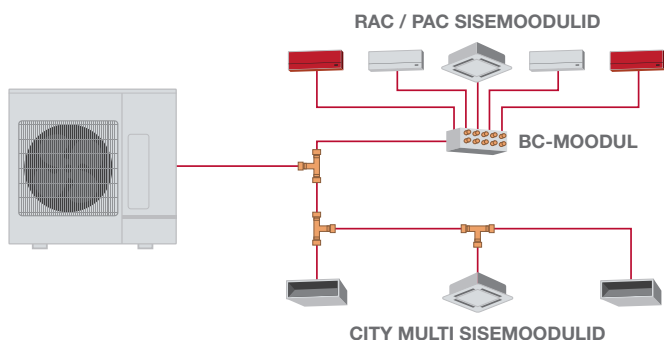 RAC / PAC SISEMOODULID
BC-MOODUL
CITY MULTI SISEMOODULID